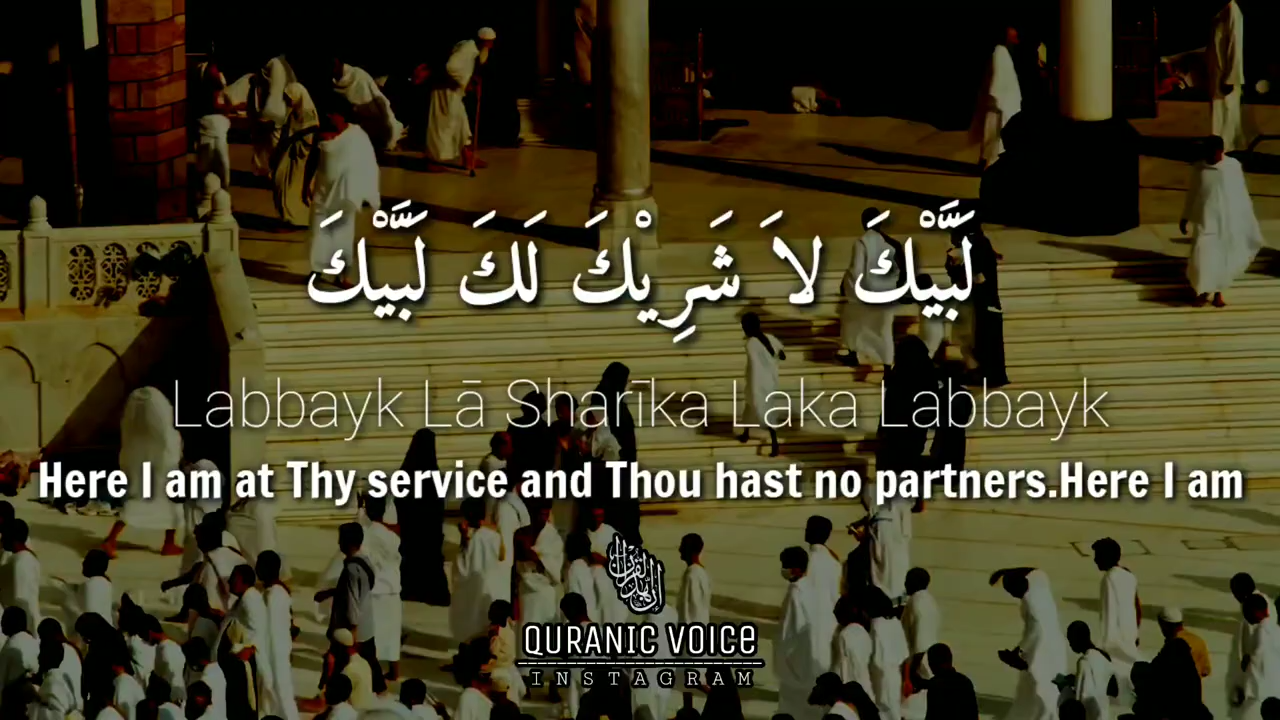 لَبَّيْكَ لاَ شَرِيْكَ لَكَ لَبَّيْكَ
Labbayk Lā Sharīka Laka Labbayk
Here I am at Thy service and Thou hast no partners.Here I am
QURANIC VOICE
INSTAGRAM